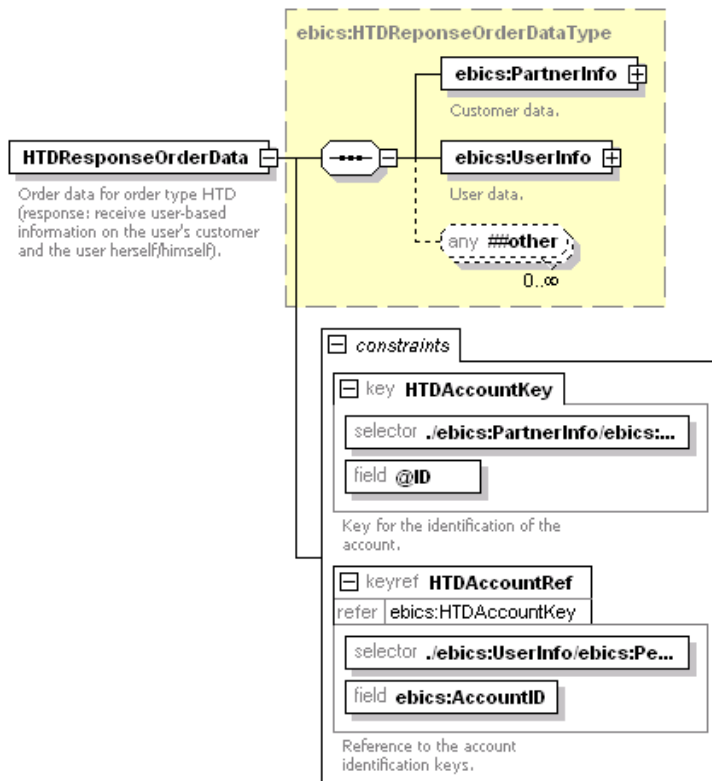 ebics:HTDReponseOrderDataType
ebics:PartnerInfo
Customer data.
HTDResponseOrderData
ebics:UserInfo
Order data for order type HTD
(response: receive user-based
information on the user's customer
and the user herself/himself).
User data.
any ##other
0..∞
constraints
key HTDAccountKey
selector ./ebics:PartnerInfo/ebics:...
field @ID
Key for the identification of the
account.
keyref HTDAccountRef
refer ebics:HTDAccountKey
selector ./ebics:UserInfo/ebics:Pe...
field ebics:AccountID
Reference to the account
identification keys.